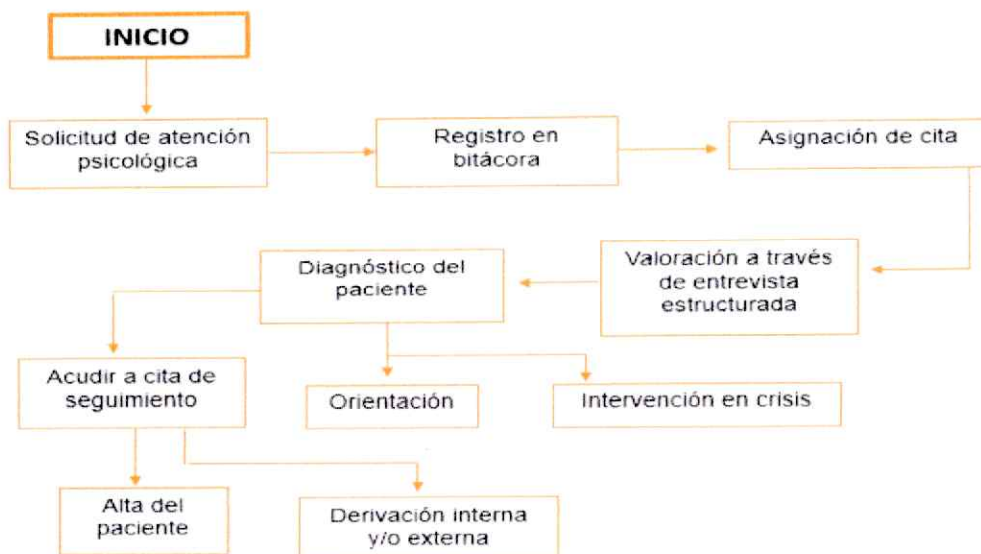 INICIO
Solicitud de atención
psicológica
Registro en
bitácora
Asignación de cita
Diagnóstico del
paciente
Valoración a través
de entrevista
estructurada
Acudir a cita de
seguimiento
Orientación
Intervención en crisis
Alta del
paciente
Derivación interna
y/o externa